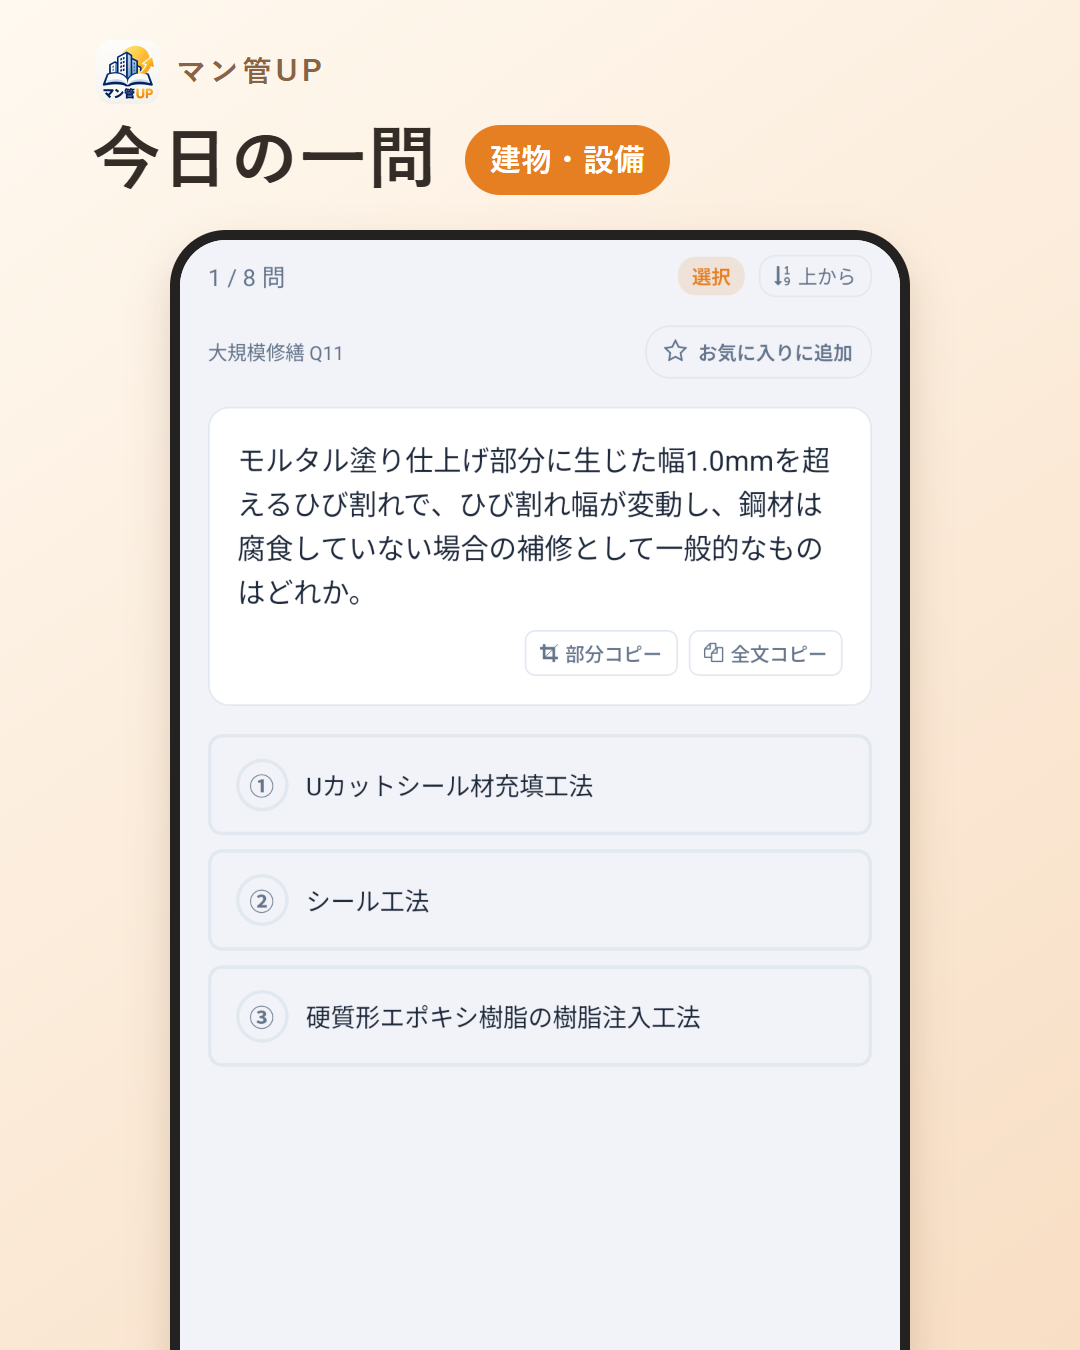 マン管UP
マン管UP
今日の一問
建物・設備
1 / 8 問
選択
上から
大規模修繕 Q11
お気に入りに追加
モルタル塗り仕上げ部分に生じた幅1.0mmを超
えるひび割れで、ひび割れ幅が変動し、鋼材は
腐食していない場合の補修として一般的なもの
はどれか。
部分コピー
全文コピー
① Uカットシール材充填工法
② シール工法
③ 硬質形エポキシ樹脂の樹脂注入工法